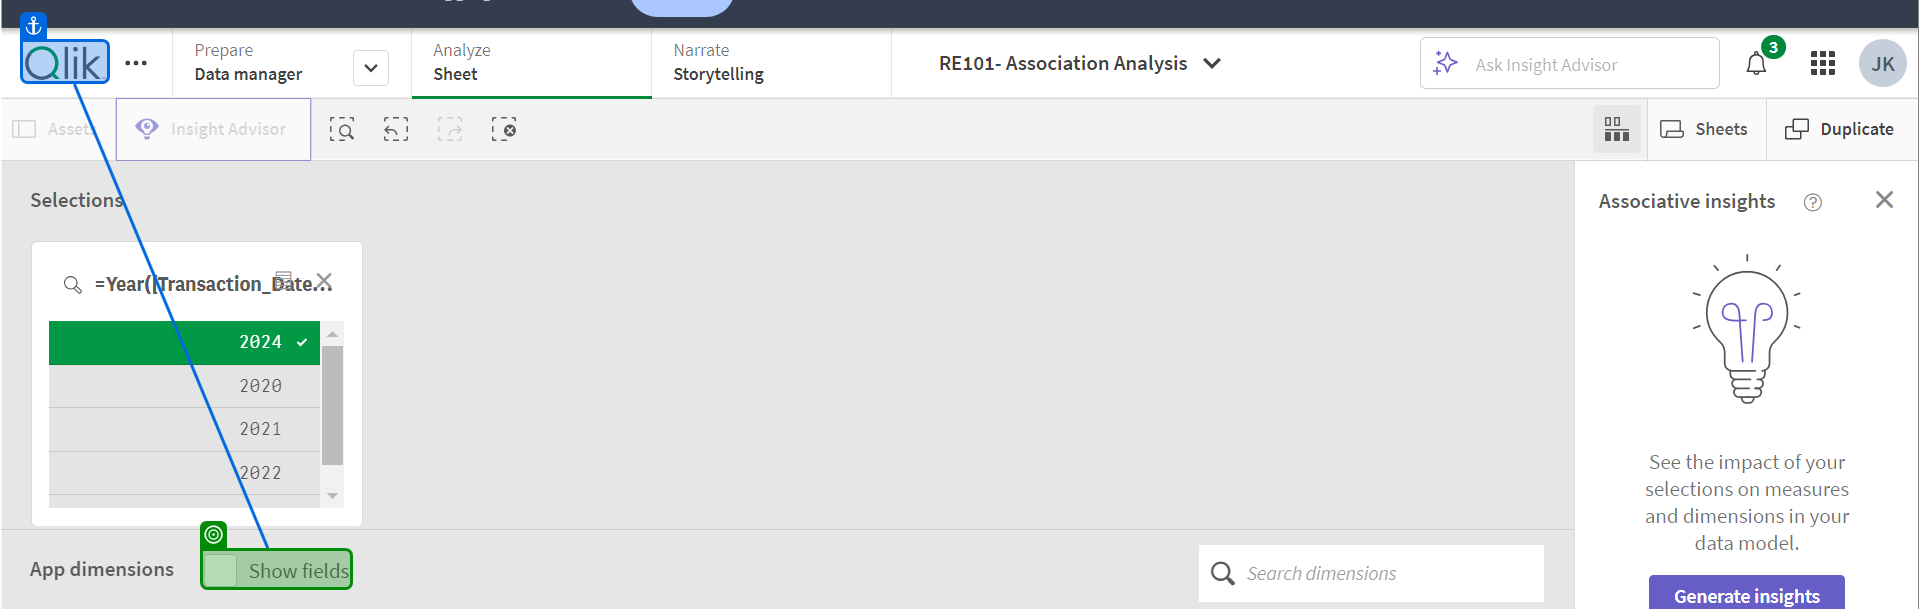 Qlik
Prepare
Data manager
Analyze
Sheet
Narrate
Storytelling
RE101- Association Analysis
Ask Insight Advisor
3
JK
Assets
Insight Advisor
Sheets
Duplicate
Selections
=Year([Transaction_Date...
2024
2020
2021
2022
App dimensions
Show fields
Search dimensions
Associative insights
?
See the impact of your
selections on measures
and dimensions in your
data model.
Generate insights